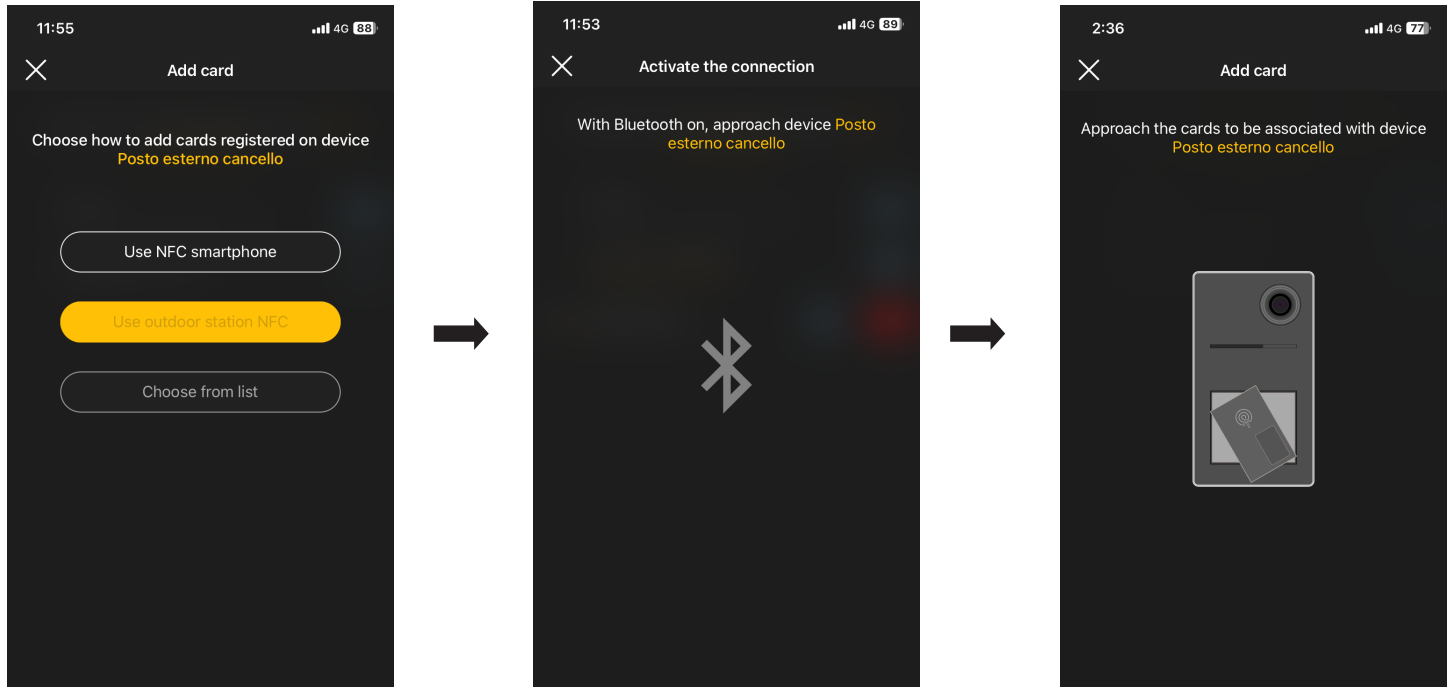 11:55
4G 88
Add card
Choose how to add cards registered on device
Posto esterno cancello
Use NFC smartphone
Use outdoor station NFC
Choose from list
11:53
4G 89
Activate the connection
With Bluetooth on, approach device Posto
esterno cancello
2:36
4G 77
Add card
Approach the cards to be associated with device
Posto esterno cancello